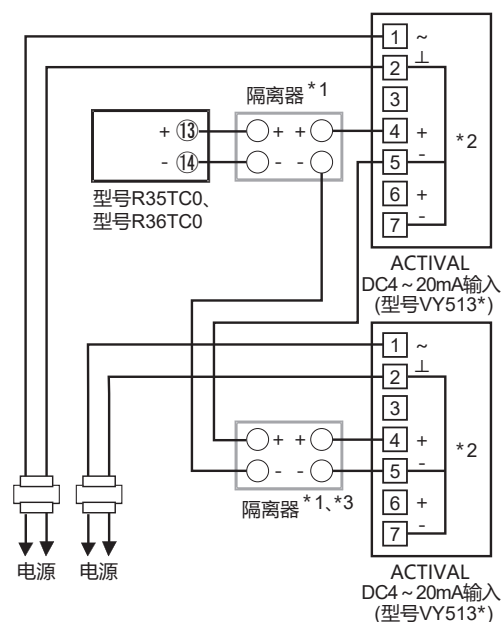 1 ~
2 ⊥
3
4 +
5 -
6 +
7 -
*2
隔离器 *1
+ ⑬
- ⑭
+ +
- -
型号R35TC0、
型号R36TC0
ACTIVAL
DC4~20mA输入
(型号VY513*)
1 ~
2 ⊥
3
4 +
5 -
6 +
7 -
*2
+ +
- -
隔离器 *1、*3
电源 电源
ACTIVAL
DC4~20mA输入
(型号VY513*)